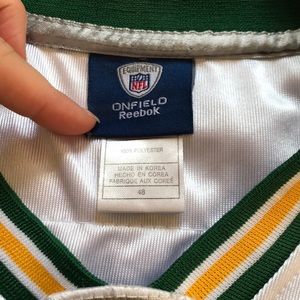 EQUIPMENT
NFL
ONFIELD
Reebok
100% POLYESTER
MADE IN KOREA
HECHO EN COREA
FABRIQUE AUX COREE
48